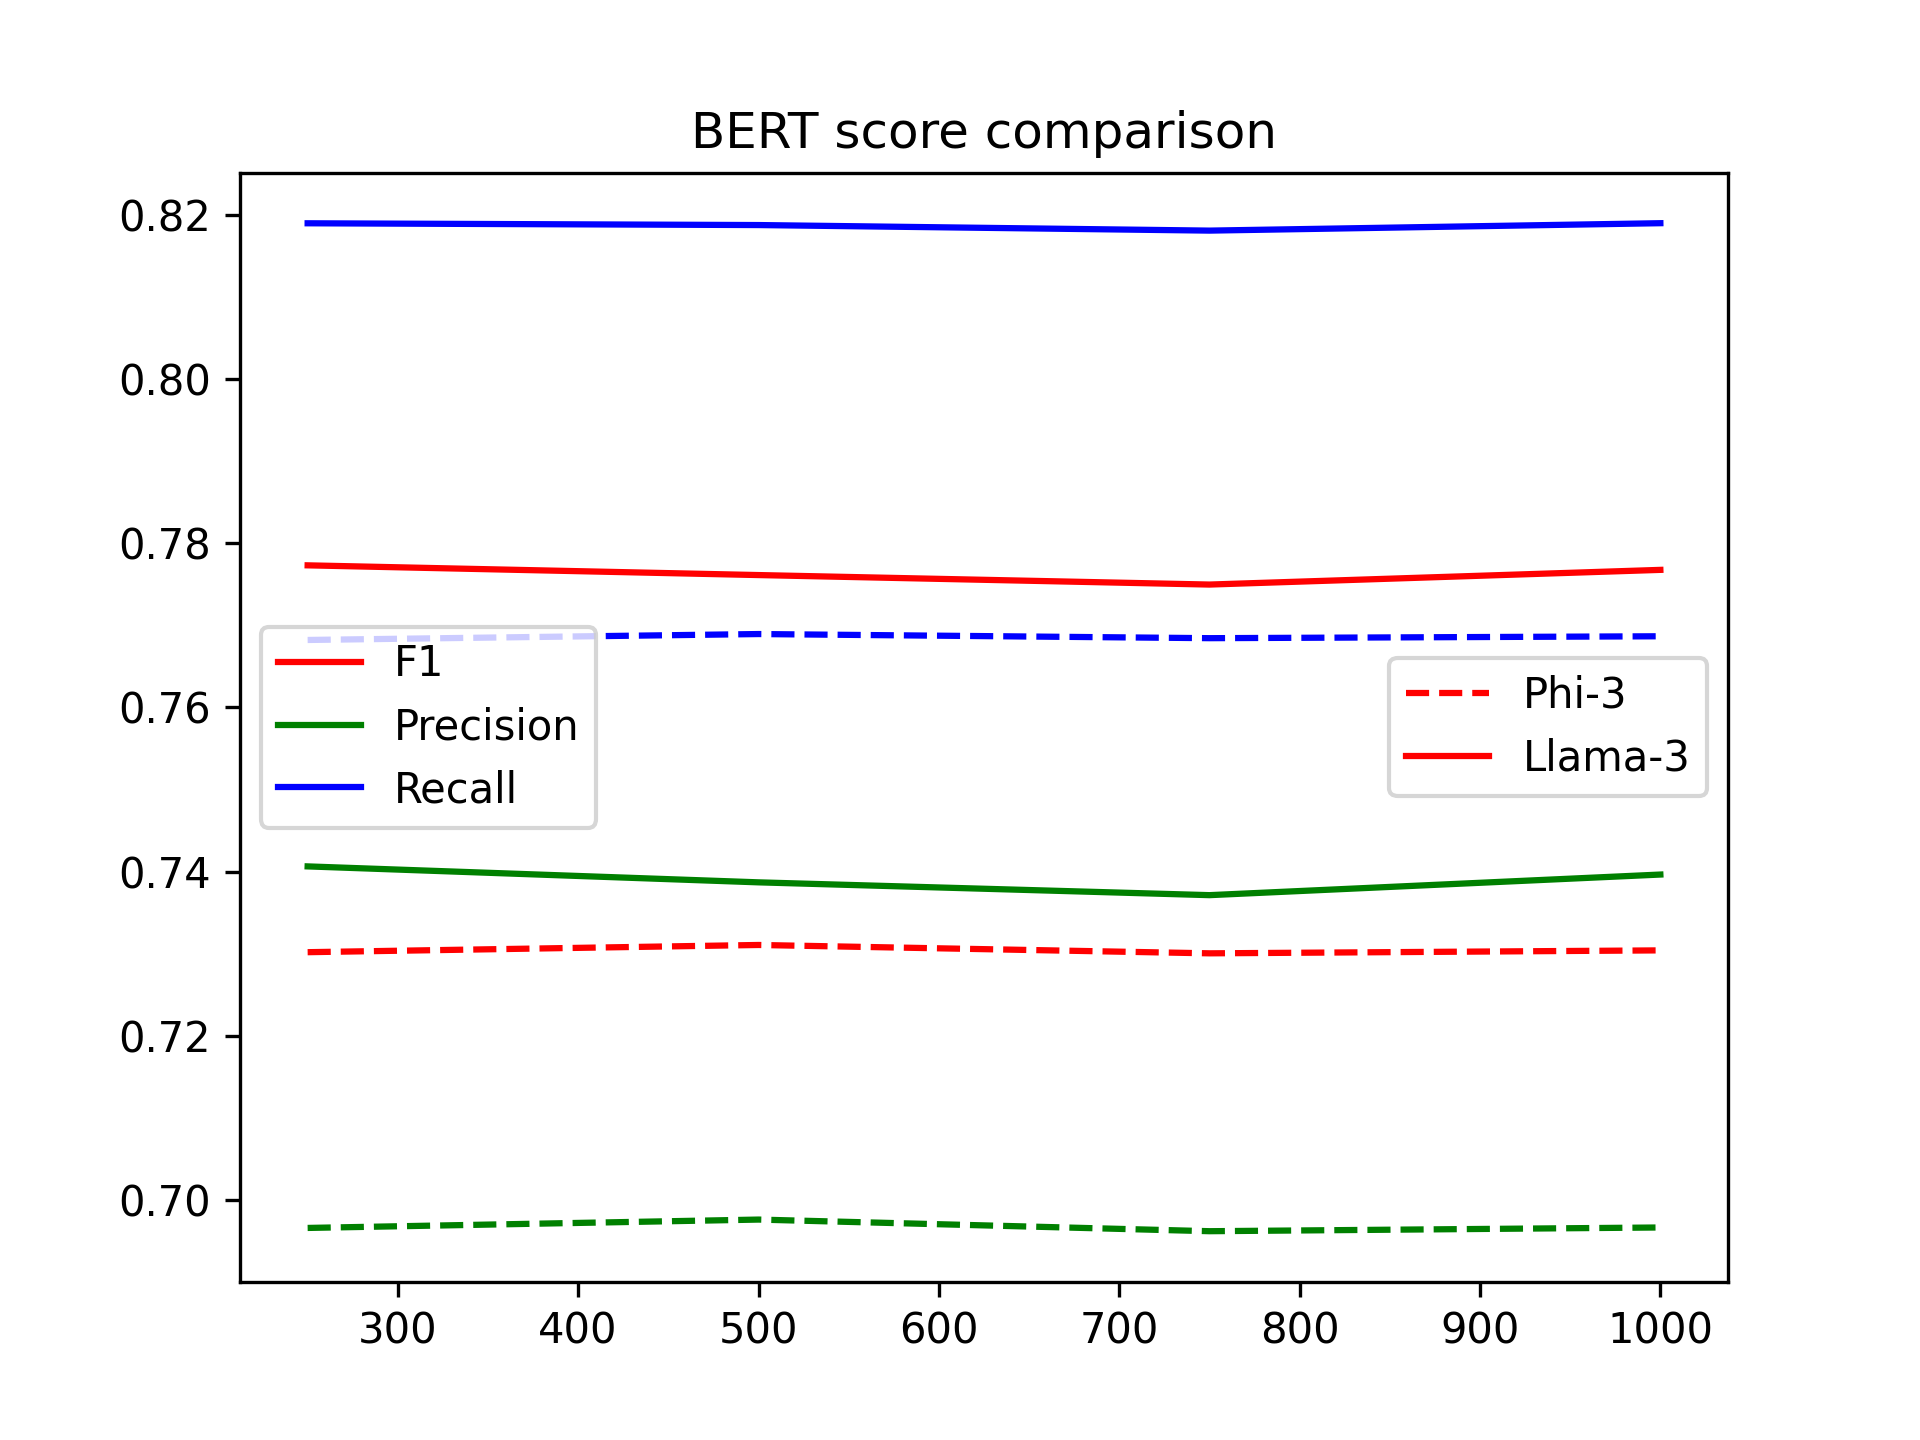 BERT score comparison
0.82
0.80
0.78
0.76
0.74
0.72
0.70
F1
Precision
Recall
Phi-3
Llama-3
300 400 500 600 700 800 900 1000